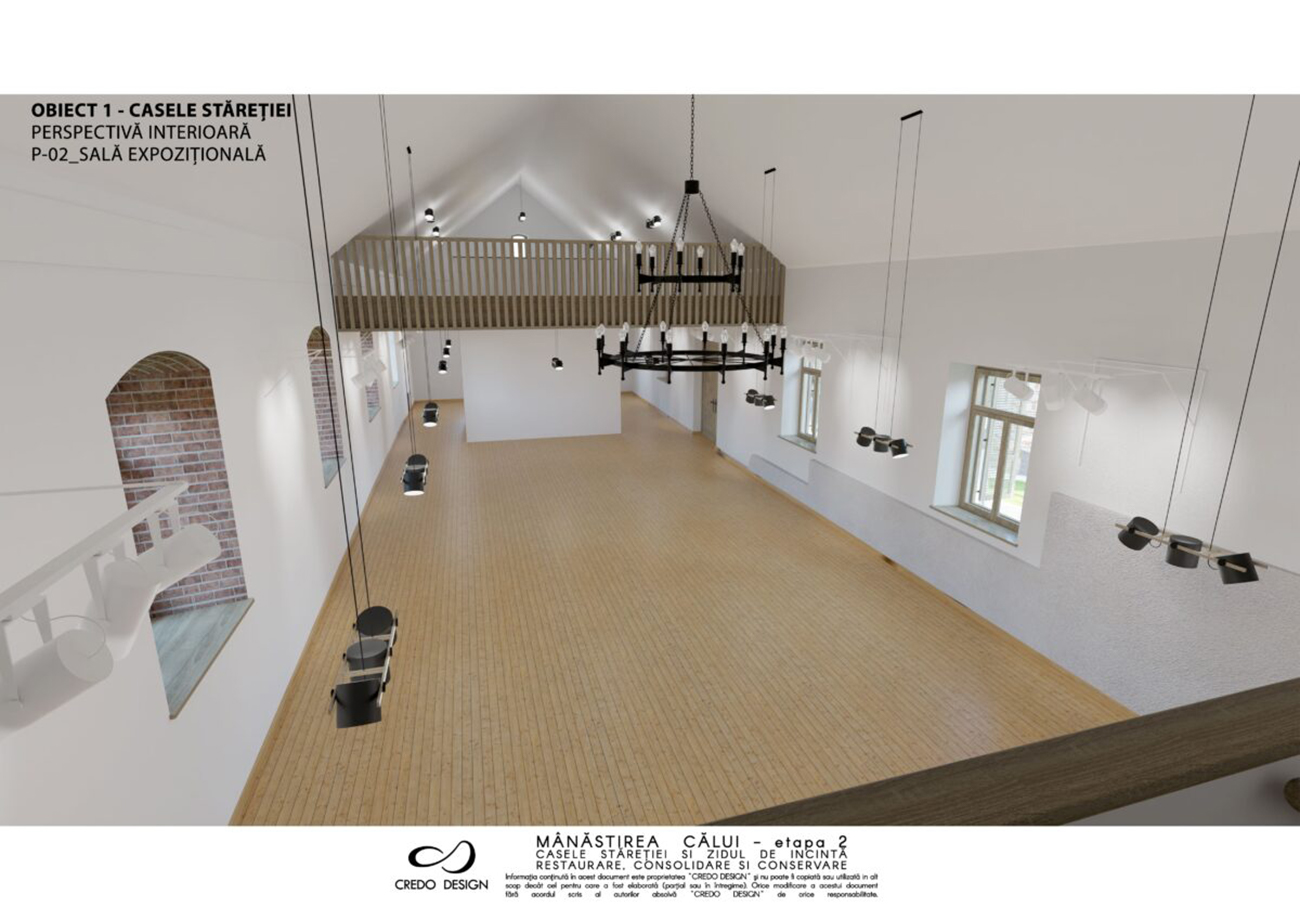 OBIECT 1 - CASELE STĂREȚIEI
PERSPECTIVĂ INTERIOARĂ
P-02_SALĂ EXPOZIȚIONALĂ
MÂNĂSTIREA CĂLUI - etapa 2
CASELE STĂREȚIEI SI ZIDUL DE INCINTĂ
RESTAURARE, CONSOLIDARE SI CONSERVARE
CREDO DESIGN
Informația conținută în acest document este proprietatea "CREDO DESIGN" și nu poate fi copiată sau utilizată în alt
scop decât cel pentru care a fost elaborată (parțial sau în întregime). Orice modificare a acestui document
fără acordul scris al autorilor absolvă "CREDO DESIGN" de orice responsabilitate.